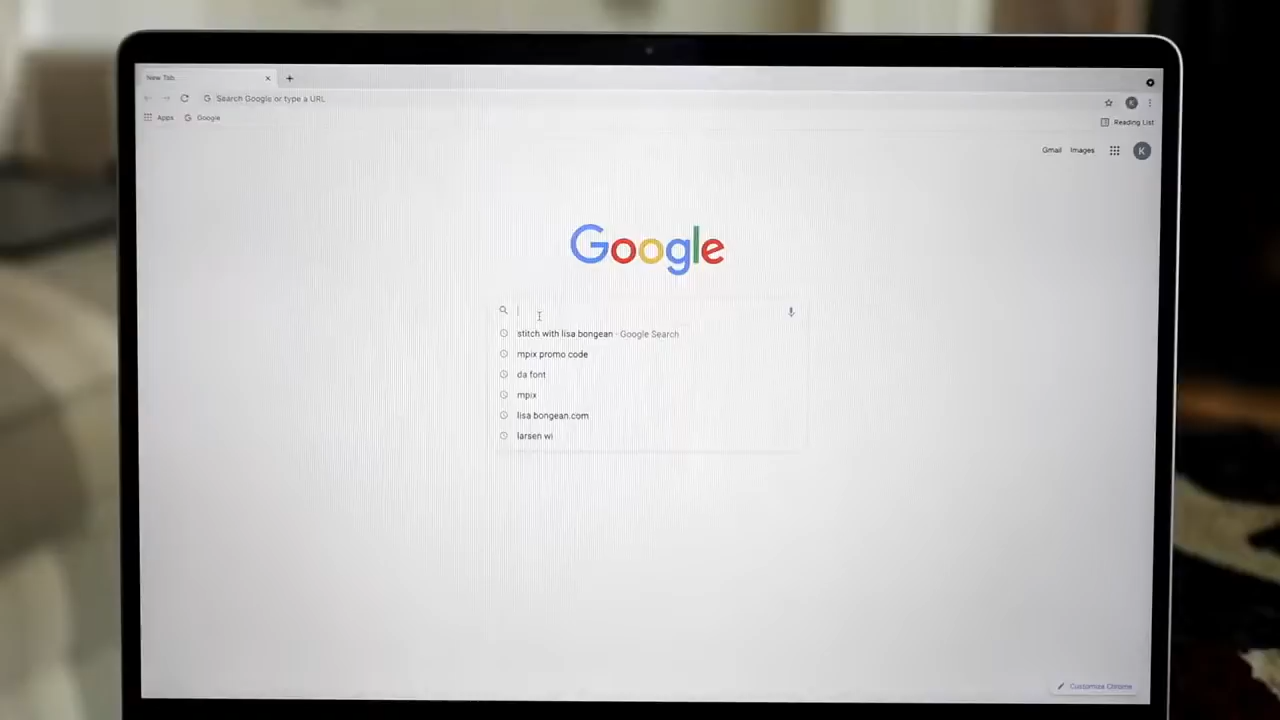 New Tab
Search Google or type a URL
Apps Google
Reading List
Gmail Images K
Google
stitch with lisa bongean - Google Search
mpix promo code
da font
mpix
lisa bongean.com
larsen wi
Customize Chrome